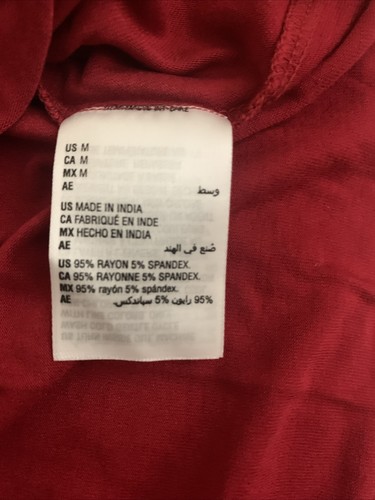 US M
CA M
MX M
AE وسط
US MADE IN INDIA
CA FABRIQUÉ EN INDE
MX HECHO EN INDIA
AE صُنع في الهند
US 95% RAYON 5% SPANDEX.
CA 95% RAYONNE 5% SPANDEX.
MX 95% rayón 5% spándex.
AE 95% رايون 5% سپاندكس.